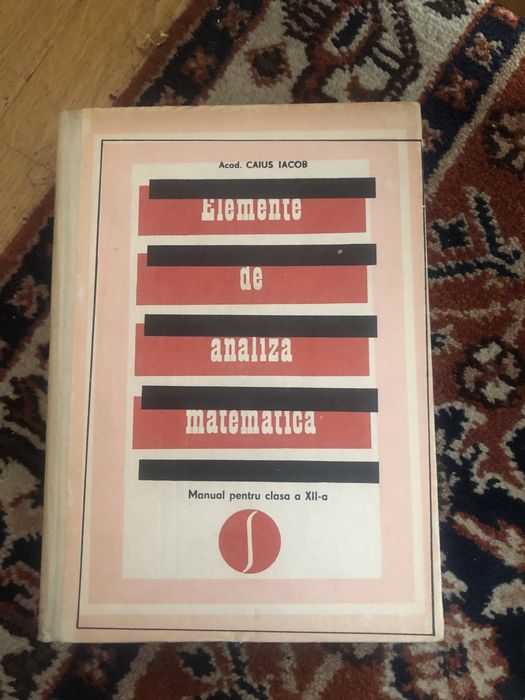 Acad. CAIUS IACOB
Elemente
de
analiza
matematica
Manual pentru clasa a XII-a